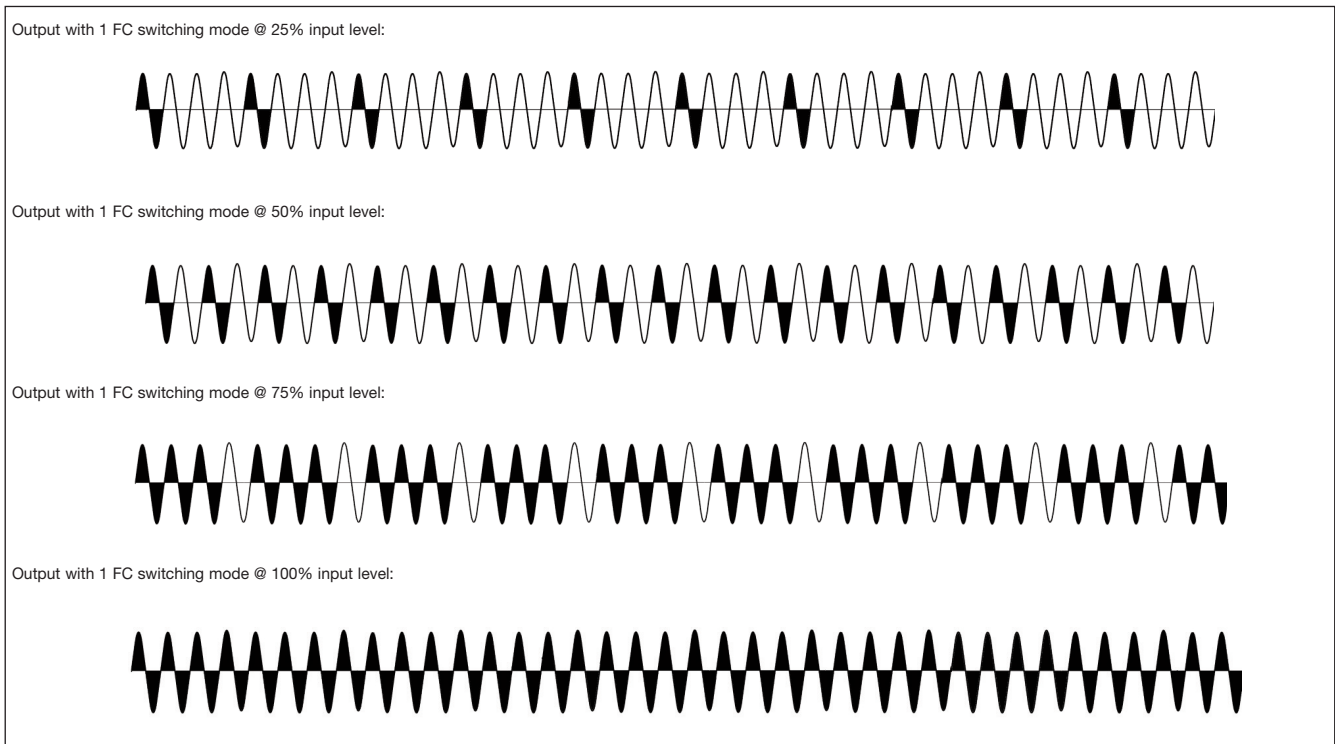 Output with 1 FC switching mode @ 25% input level:
Output with 1 FC switching mode @ 50% input level:
Output with 1 FC switching mode @ 75% input level:
Output with 1 FC switching mode @ 100% input level: